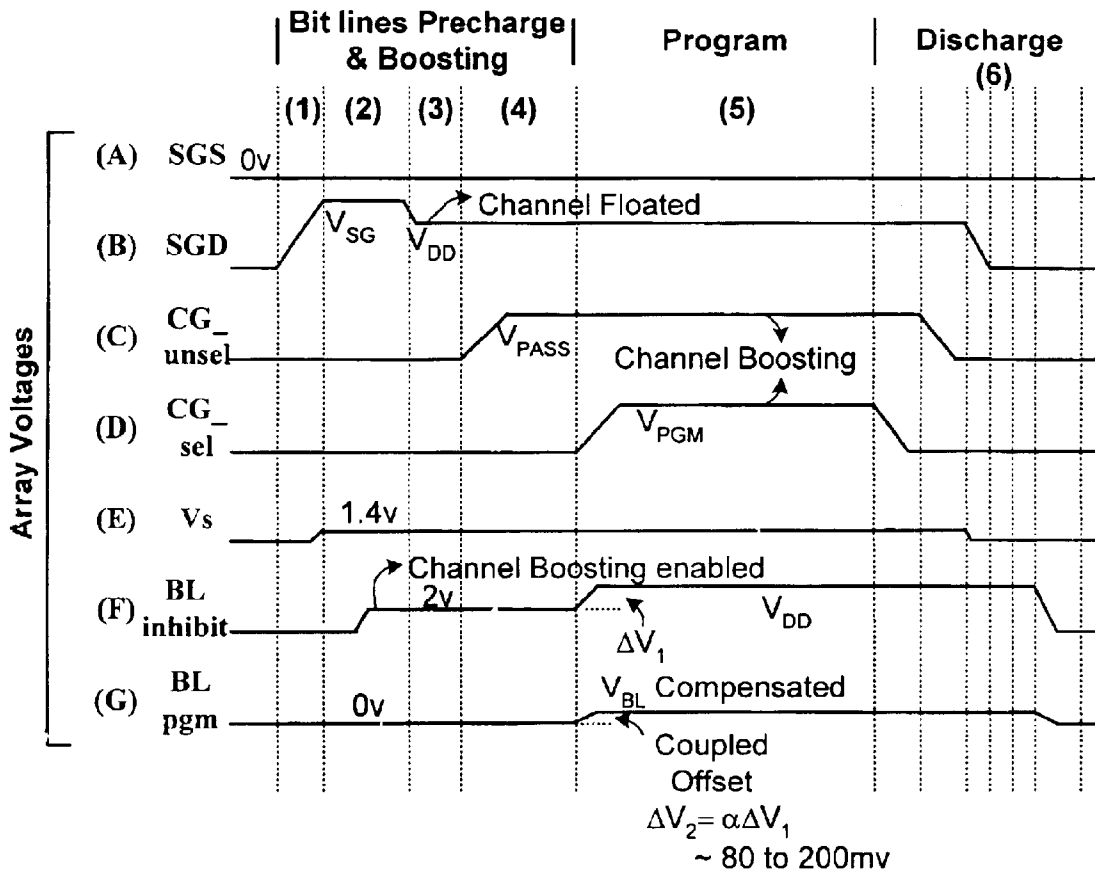 Bit lines Precharge & Boosting
Program
Discharge
(1) (2) (3) (4) (5) (6)
Array Voltages
(A) SGS 0v
(B) SGD
V_SG
V_DD
Channel Floated
(C) CG_ unsel
V_PASS
Channel Boosting
(D) CG_ sel
V_PGM
(E) Vs
1.4v
Channel Boosting enabled
(F) BL inhibit
2v
V_DD
ΔV_1
(G) BL pgm
0v
V_BL Compensated
Coupled
Offset
ΔV_2= αΔV_1
~ 80 to 200mv